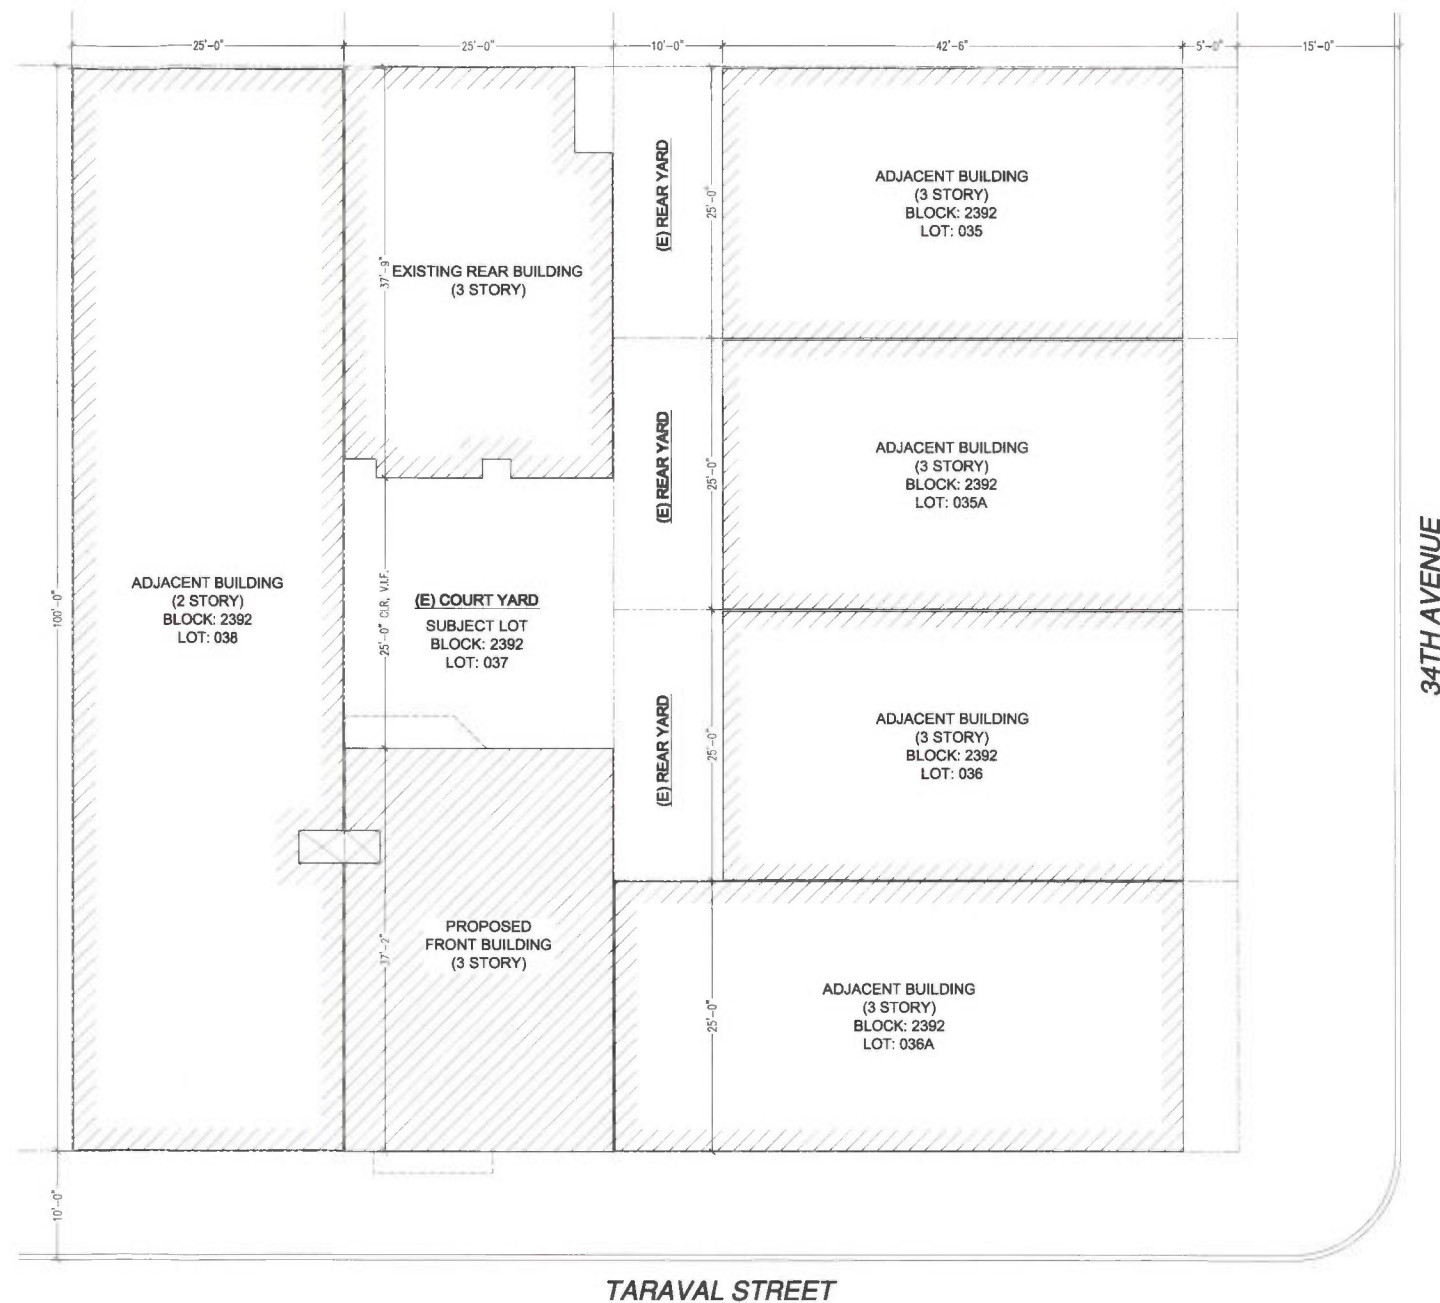 25'-0"
25'-0"
10'-0"
42'-6"
5'-0"
15'-0"
ADJACENT BUILDING
(3 STORY)
BLOCK: 2392
LOT: 035
(E) REAR YARD
25'-0"
37'-9"
EXISTING REAR BUILDING
(3 STORY)
ADJACENT BUILDING
(3 STORY)
BLOCK: 2392
LOT: 035A
(E) REAR YARD
25'-0"
ADJACENT BUILDING
(2 STORY)
BLOCK: 2392
LOT: 038
100'-0"
25'-0" CLR. V.I.F.
(E) COURT YARD
SUBJECT LOT
BLOCK: 2392
LOT: 037
34TH AVENUE
ADJACENT BUILDING
(3 STORY)
BLOCK: 2392
LOT: 036
(E) REAR YARD
25'-0"
PROPOSED
FRONT BUILDING
(3 STORY)
37'-2"
ADJACENT BUILDING
(3 STORY)
BLOCK: 2392
LOT: 036A
25'-0"
10'-0"
TARAVAL STREET